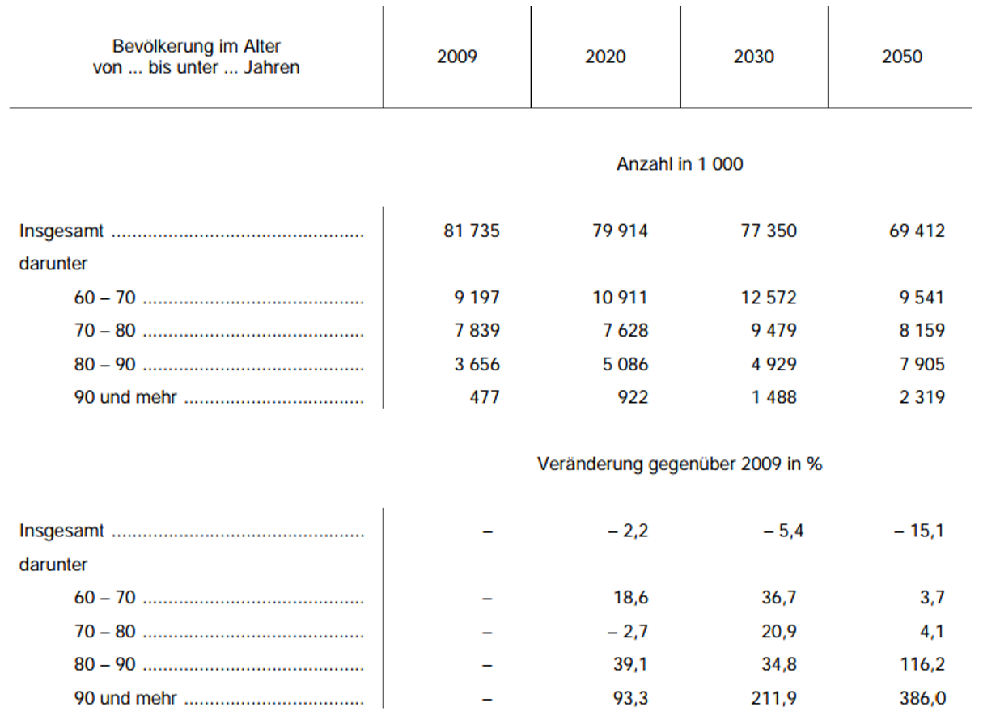 Bevölkerung im Alter
von ... bis unter ... Jahren
2009 2020 2030 2050
Anzahl in 1 000
Insgesamt ................................................. 81 735 79 914 77 350 69 412
darunter
60 – 70 ........................................... 9 197 10 911 12 572 9 541
70 – 80 ........................................... 7 839 7 628 9 479 8 159
80 – 90 ........................................... 3 656 5 086 4 929 7 905
90 und mehr ................................... 477 922 1 488 2 319
Veränderung gegenüber 2009 in %
Insgesamt ................................................. – – 2,2 – 5,4 – 15,1
darunter
60 – 70 ........................................... – 18,6 36,7 3,7
70 – 80 ........................................... – – 2,7 20,9 4,1
80 – 90 ........................................... – 39,1 34,8 116,2
90 und mehr ................................... – 93,3 211,9 386,0